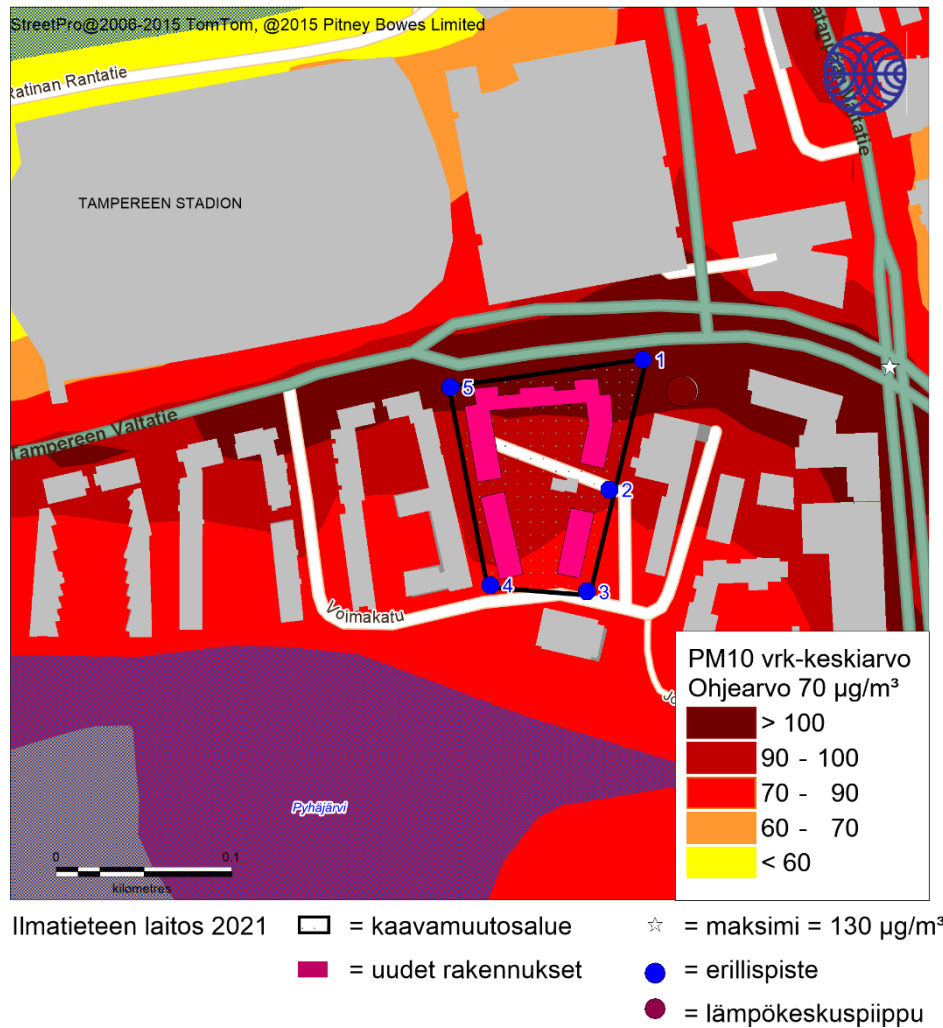 StreetPro@2006-2015 TomTom, @2015 Pitney Bowes Limited
Ratinan Rantatie
TAMPEREEN STADION
1
5
Tampereen Valtatie
2
4
3
Voimakatu
Pyhäjärvi
0
0.1
kilometres
PM10 vrk-keskiarvo
Ohjearvo 70 µg/m³
> 100
90 - 100
70 - 90
60 - 70
< 60
Ilmatieteen laitos 2021
= kaavamuutosalue
= maksimi = 130 µg/m³
= uudet rakennukset
= erillispiste
= lämpökeskuspiippu